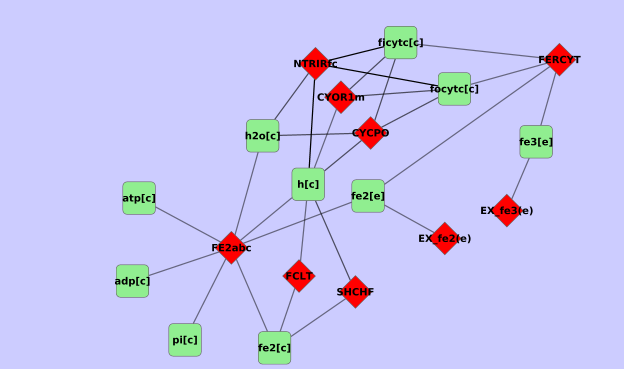 ficytc[c]
NTRIRfc
FERCYT
focytc[c]
CYOR1m
CYCPO
h2o[c]
fe3[e]
h[c]
fe2[e]
atp[c]
EX_fe3(e)
EX_fe2(e)
FE2abc
FCLT
adp[c]
SHCHF
pi[c]
fe2[c]